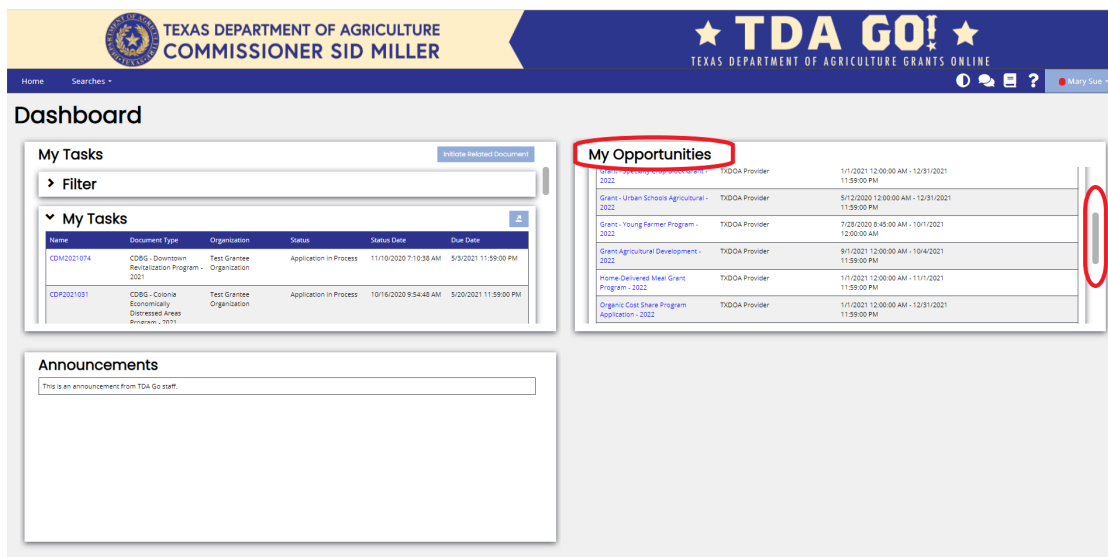 TEXAS DEPARTMENT OF AGRICULTURE
COMMISSIONER SID MILLER
TDA GO!
TEXAS DEPARTMENT OF AGRICULTURE GRANTS ONLINE
Home Searches
? Mary Sue
Dashboard
My Tasks
Initiate Related Document
Filter
My Tasks
Name Document Type Organization Status Status Date Due Date
CDM2021074 CDBG - Downtown Test Grantee Application in Process 11/10/2020 7:10:38 AM 5/3/2021 11:59:00 PM
Revitalization Program - Organization
2021
CDP2021031 CDBG - Colonia Test Grantee Application in Process 10/16/2020 9:54:48 AM 5/20/2021 11:59:00 PM
Economically Organization
Distressed Areas
Program - 2021
My Opportunities
Grant - Specialty Crop Block Grant - TXDOA Provider 1/1/2021 12:00:00 AM - 12/31/2021
2022 11:59:00 PM
Grant - Urban Schools Agricultural - TXDOA Provider 5/12/2020 12:00:00 AM - 12/31/2021
2022 11:59:00 PM
Grant - Young Farmer Program - TXDOA Provider 7/28/2020 8:45:00 AM - 10/1/2021
2022 12:00:00 AM
Grant Agricultural Development - TXDOA Provider 9/1/2021 12:00:00 AM - 10/4/2021
2022 11:59:00 PM
Home-Delivered Meal Grant TXDOA Provider 1/1/2021 12:00:00 AM - 11/1/2021
Program - 2022 11:59:00 PM
Organic Cost Share Program TXDOA Provider 1/1/2021 12:00:00 AM - 12/31/2021
Application - 2022 11:59:00 PM
Announcements
This is an announcement from TDA Go staff.